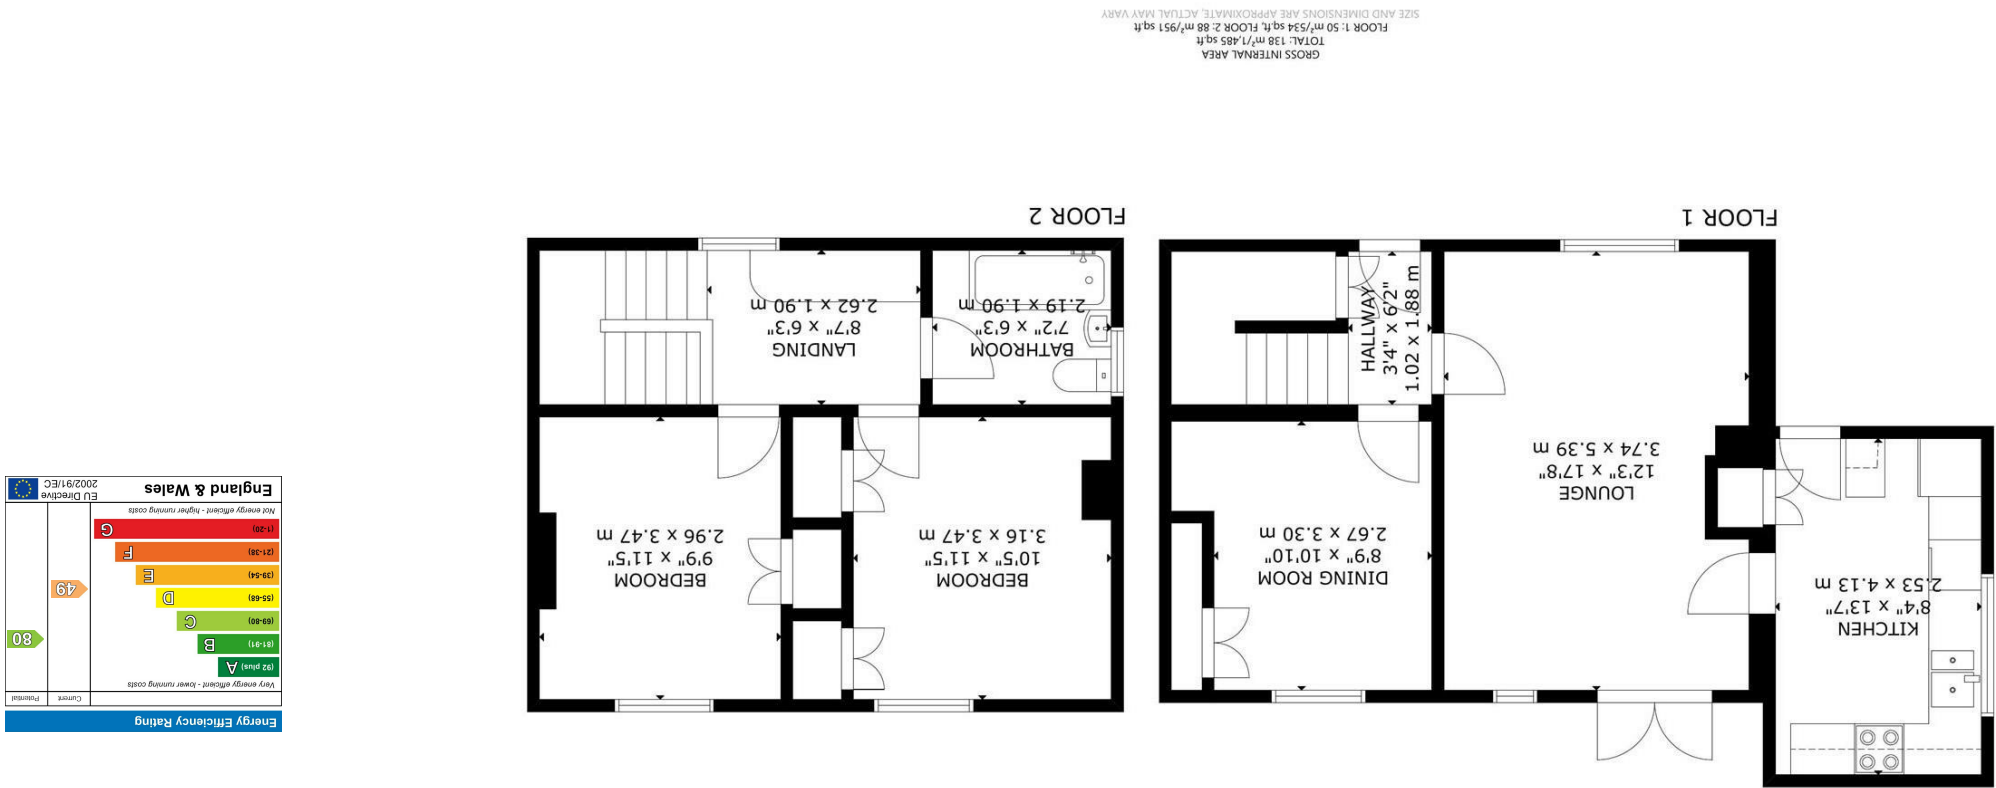 KITCHEN
8'4" x 13'7"
2.53 x 4.13 m
LOUNGE
12'3" x 17'8"
3.74 x 5.39 m
DINING ROOM
8'9" x 10'10"
2.67 x 3.30 m
HALLWAY
3'4" x 6'2"
1.02 x 1.88 m
FLOOR 1
BEDROOM
10'5" x 11'5"
3.16 x 3.47 m
BEDROOM
9'9" x 11'5"
2.96 x 3.47 m
BATHROOM
7'2" x 6'3"
2.19 x 1.90 m
LANDING
8'7" x 6'3"
2.62 x 1.90 m
FLOOR 2
GROSS INTERNAL AREA
TOTAL: 138 m²/1,485 sq.ft
FLOOR 1: 50 m²/534 sq.ft, FLOOR 2: 88 m²/951 sq.ft
SIZE AND DIMENSIONS ARE APPROXIMATE, ACTUAL MAY VARY
Energy Efficiency Rating
Current Potential
Very energy efficient - lower running costs
(92 plus) A
(81-91) B
(69-80) C
(55-68) D
(39-54) E
(21-38) F
(1-20) G
49
80
Not energy efficient - higher running costs
England & Wales
EU Directive
2002/91/EC